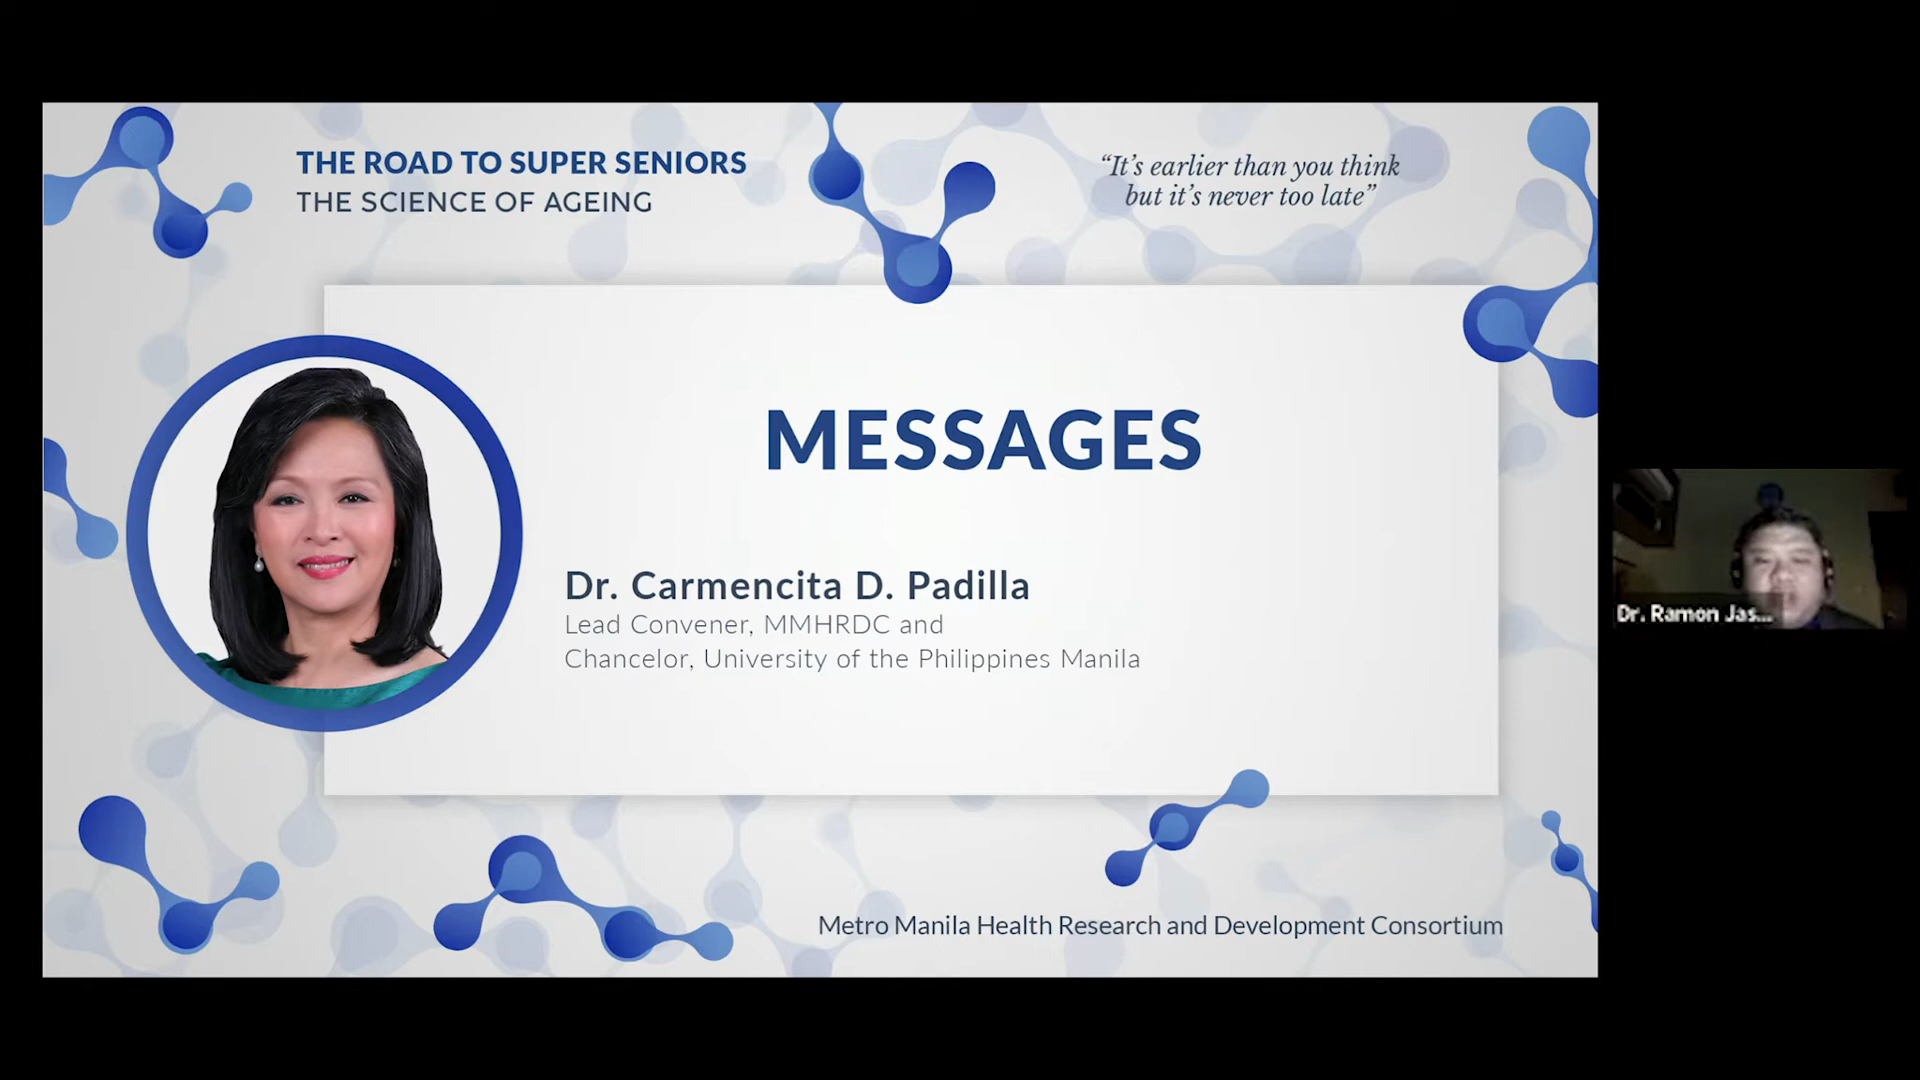 THE ROAD TO SUPER SENIORS
THE SCIENCE OF AGEING
“It’s earlier than you think
but it’s never too late”
MESSAGES
Dr. Carmencita D. Padilla
Lead Convener, MMHRDC and
Chancelor, University of the Philippines Manila
Dr. Ramon Jas...
Metro Manila Health Research and Development Consortium